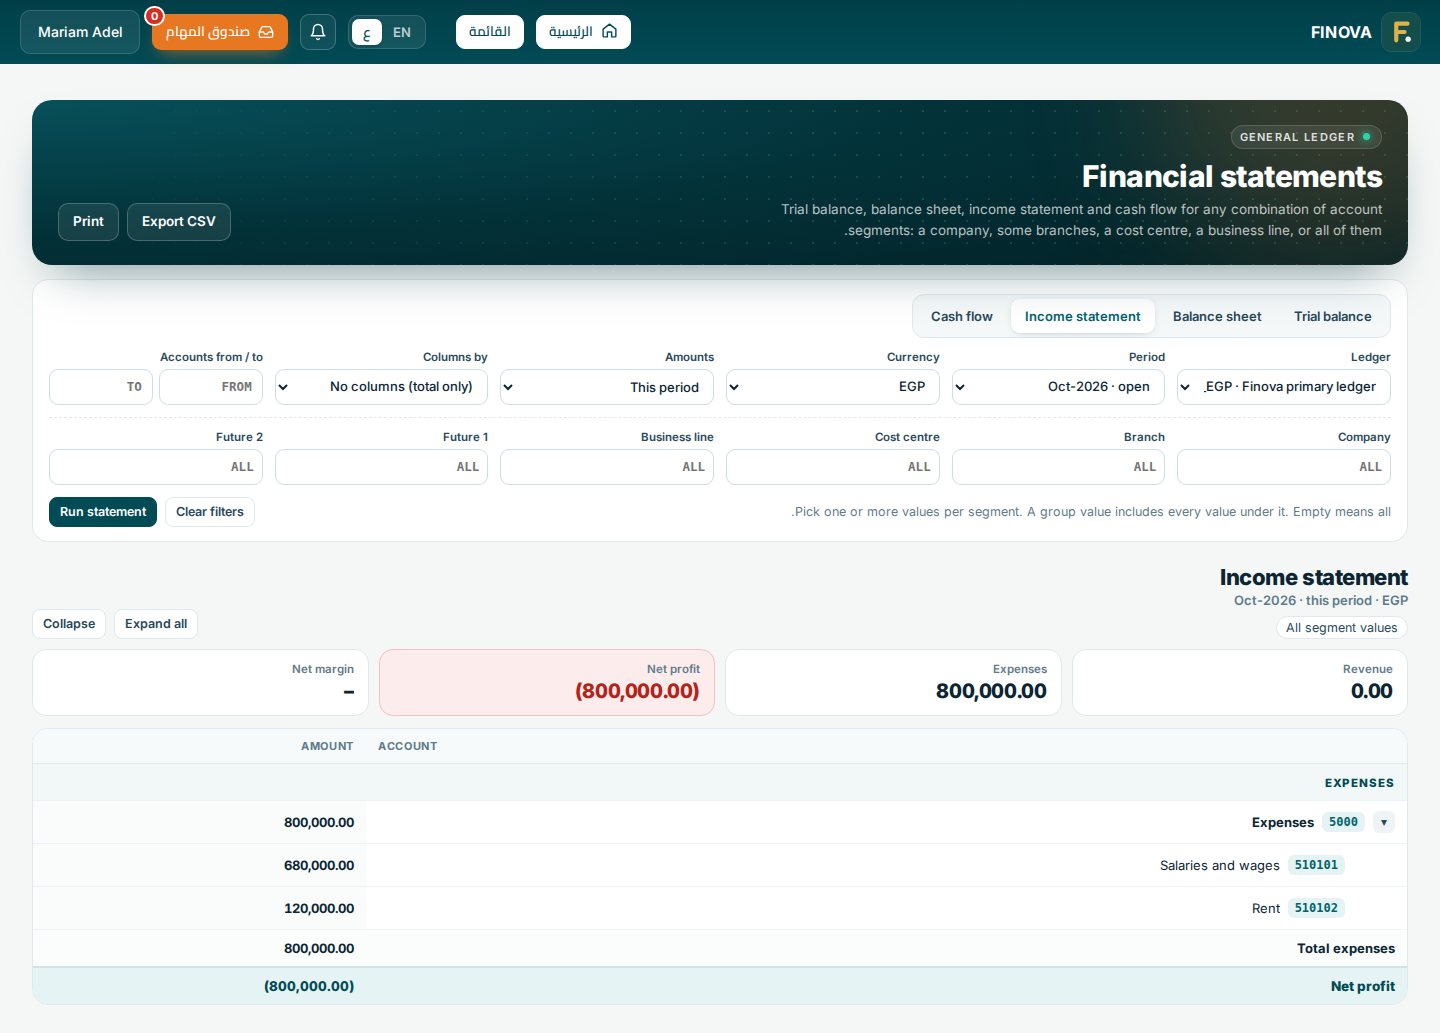 FINOVA
الرئيسية
القائمة
EN
ع
صندوق المهام
0
Mariam Adel
GENERAL LEDGER
Financial statements
Trial balance, balance sheet, income statement and cash flow for any combination of account
.segments: a company, some branches, a cost centre, a business line, or all of them
Export CSV
Print
Trial balance
Balance sheet
Income statement
Cash flow
Ledger
Period
Currency
Amounts
Columns by
Accounts from / to
EGP · Finova primary ledger
Oct-2026 · open
EGP
This period
No columns (total only)
FROM
TO
Company
Branch
Cost centre
Business line
Future 1
Future 2
ALL
ALL
ALL
ALL
ALL
ALL
.Pick one or more values per segment. A group value includes every value under it. Empty means all
Clear filters
Run statement
Income statement
Oct-2026 · this period · EGP
All segment values
Expand all
Collapse
Revenue
0.00
Expenses
800,000.00
Net profit
(800,000.00)
Net margin
–
ACCOUNT AMOUNT
EXPENSES
▾ 5000 Expenses 800,000.00
510101 Salaries and wages 680,000.00
510102 Rent 120,000.00
Total expenses 800,000.00
Net profit (800,000.00)